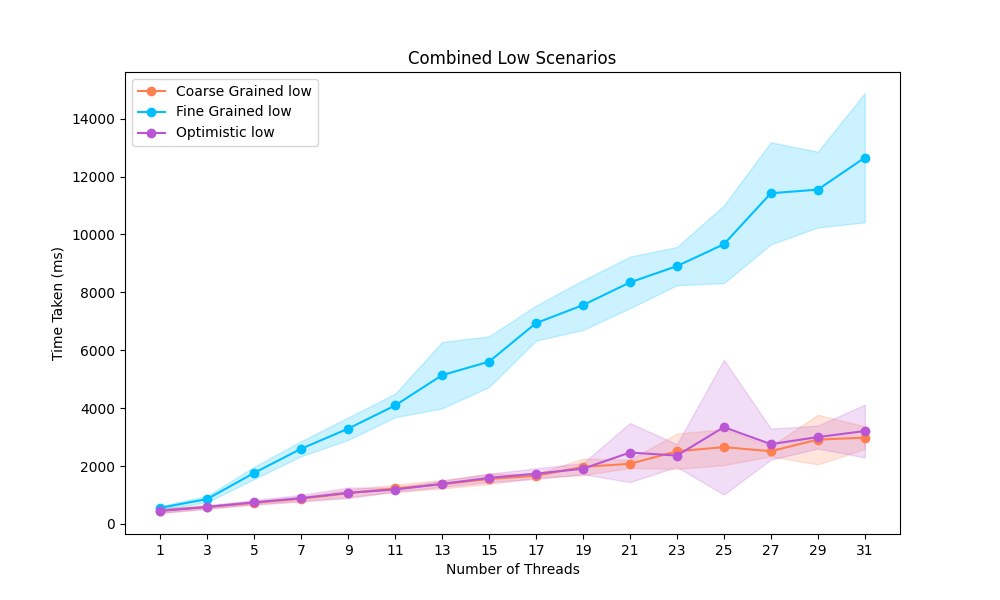 Combined Low Scenarios
Coarse Grained low
Fine Grained low
Optimistic low
Time Taken (ms)
14000
12000
10000
8000
6000
4000
2000
0
1 3 5 7 9 11 13 15 17 19 21 23 25 27 29 31
Number of Threads